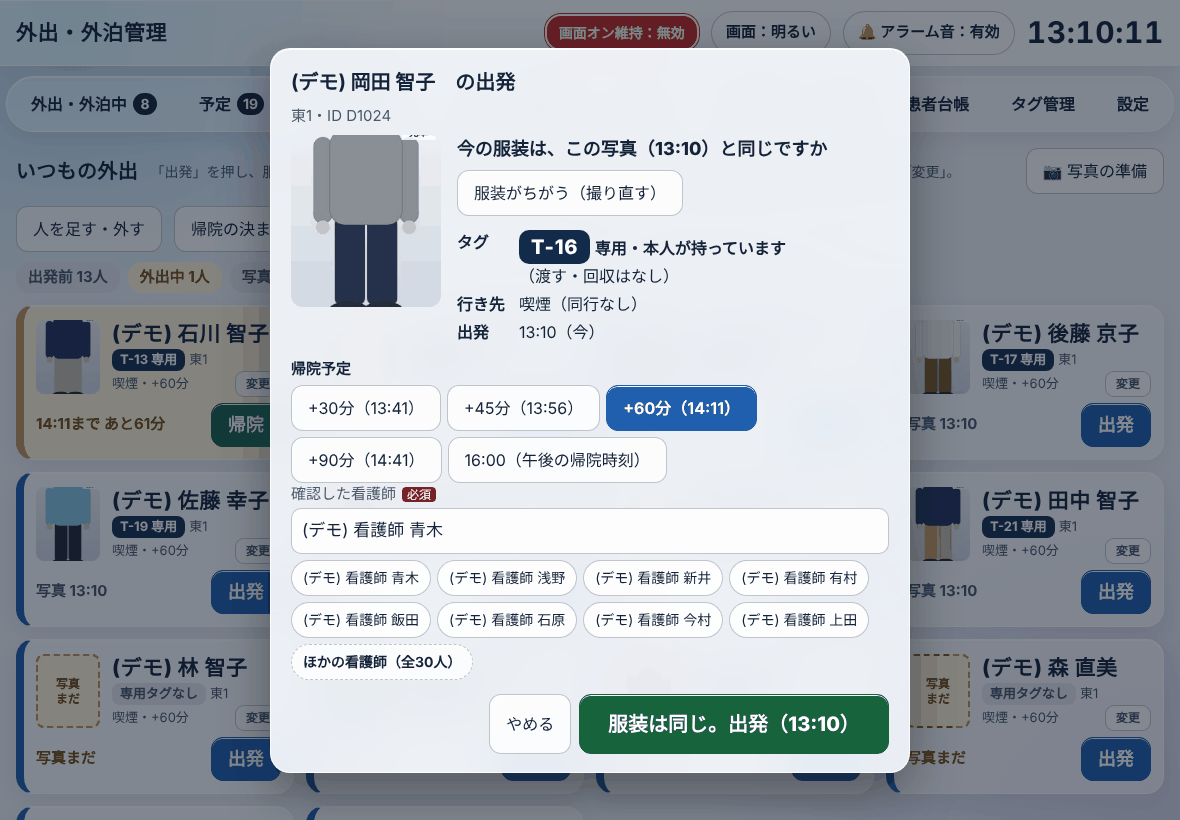 外出・外泊管理
画面オン維持：無効
画面：明るい
🔔 アラーム音：有効
13:10:11
外出・外泊中 8
予定 19
患者台帳
タグ管理
設定
いつもの外出
「出発」を押し、服
変更」。
📷 写真の準備
人を足す・外す
帰院の決ま
出発前 13人
外出中 1人
写真
(デモ) 石川 智子
T-13 専用 東1
喫煙・+60分
変更
14:11まで あと61分
帰院
(デモ) 後藤 京子
T-17 専用 東1
喫煙・+60分
変更
写真 13:10
出発
(デモ) 佐藤 幸子
T-19 専用 東1
喫煙・+60分
変更
写真 13:10
出発
(デモ) 田中 智子
T-21 専用 東1
喫煙・+60分
変更
写真 13:10
出発
写真
まだ
(デモ) 林 智子
専用タグなし 東1
喫煙・+60分
変更
写真まだ
出発
写真
まだ
(デモ) 森 直美
専用タグなし 東1
喫煙・+60分
変更
写真まだ
出発
(デモ) 岡田 智子　の出発
東1・ID D1024
今の服装は、この写真（13:10）と同じですか
服装がちがう（撮り直す）
タグ
T-16 専用・本人が持っています
（渡す・回収はなし）
行き先 喫煙（同行なし）
出発 13:10（今）
帰院予定
+30分（13:41）
+45分（13:56）
+60分（14:11）
+90分（14:41）
16:00（午後の帰院時刻）
確認した看護師 必須
(デモ) 看護師 青木
(デモ) 看護師 青木
(デモ) 看護師 浅野
(デモ) 看護師 新井
(デモ) 看護師 有村
(デモ) 看護師 飯田
(デモ) 看護師 石原
(デモ) 看護師 今村
(デモ) 看護師 上田
ほかの看護師（全30人）
やめる
服装は同じ。出発（13:10）